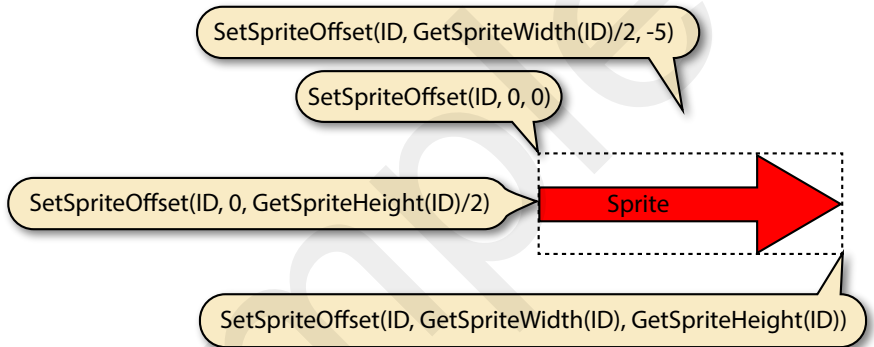 SetSpriteOffset(ID, GetSpriteWidth(ID)/2, -5)
SetSpriteOffset(ID, 0, 0)
SetSpriteOffset(ID, 0, GetSpriteHeight(ID)/2)
Sprite
SetSpriteOffset(ID, GetSpriteWidth(ID), GetSpriteHeight(ID))